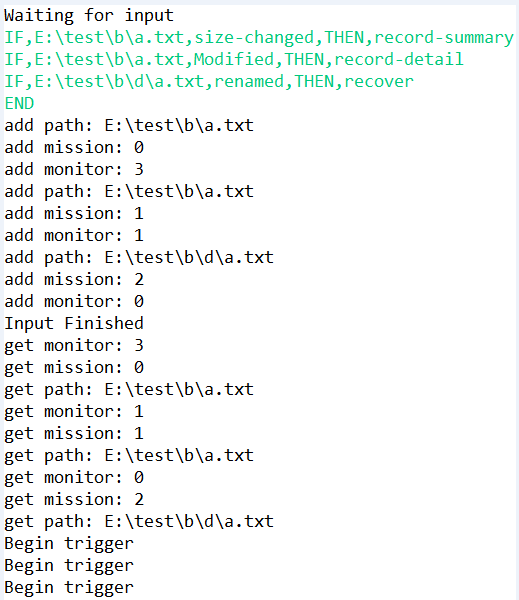 Waiting for input
IF,E:\test\b\a.txt,size-changed,THEN,record-summary
IF,E:\test\b\a.txt,Modified,THEN,record-detail
IF,E:\test\b\d\a.txt,renamed,THEN,recover
END
add path: E:\test\b\a.txt
add mission: 0
add monitor: 3
add path: E:\test\b\a.txt
add mission: 1
add monitor: 1
add path: E:\test\b\d\a.txt
add mission: 2
add monitor: 0
Input Finished
get monitor: 3
get mission: 0
get path: E:\test\b\a.txt
get monitor: 1
get mission: 1
get path: E:\test\b\a.txt
get monitor: 0
get mission: 2
get path: E:\test\b\d\a.txt
Begin trigger
Begin trigger
Begin trigger